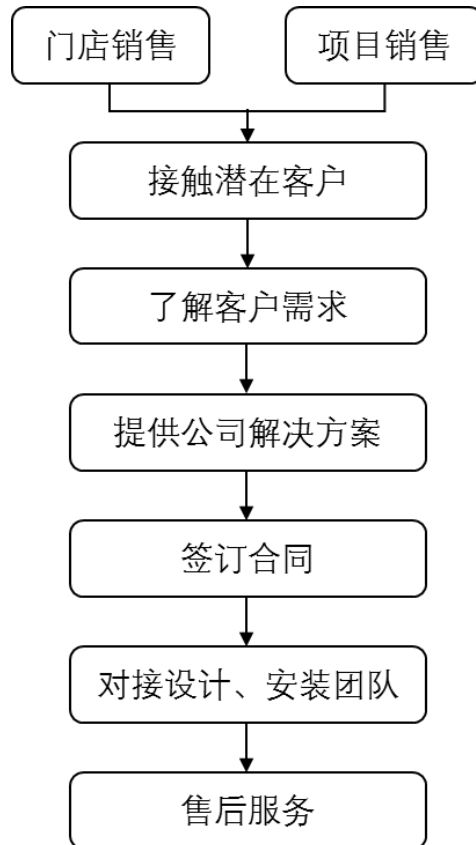 门店销售
项目销售
接触潜在客户
了解客户需求
提供公司解决方案
签订合同
对接设计、安装团队
售后服务